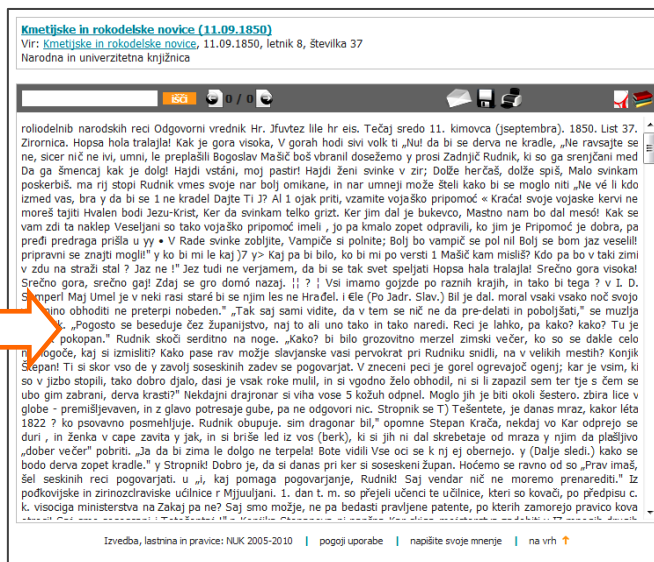 Kmetijske in rokodelske novice (11.09.1850)
Vir: Kmetijske in rokodelske novice, 11.09.1850, letnik 8, številka 37
Narodna in univerzitetna knjižnica
išči 0 / 0
roliodelnib narodskih reci Odgovorni vrednik Hr. Jfuvtez lile hr eis. Tečaj sredo 11. kimovca (jseptembra). 1850. List 37.
Zirornica. Hopsa hola tralajla! Kak je gora visoka, V gorah hodi sivi volk ti „Nu! da bi se derva ne kradle, „Ne ravsajte se
ne, sicer nič ne ivi, umni, le preplašili Bogoslav Mašič boš vbranil dosežemo y prosi Zadnjič Rudnik, ki so ga srenjčani med
Da ga šmencaj kak je dolg! Hajdi vstáni, moj pastir! Hajdi ženi svinke v zir; Dolže herčaš, dolže spiš, Malo svinkam
poskerbiš. ma rij stopi Rudnik vmes svoje nar bolj omikane, in nar umneji može šteli kako bi se moglo niti „Ne vé li kdo
izmed vas, bra y da bi se 1 ne kradel Dajte Ti J? Al 1 ojak priti, vzamite vojaško pripomoć « Kraća! svoje vojaske kervi ne
moreš tajiti Hvalen bodi Jezu-Krist, Ker da svinkam telko grizt. Ker jim dal je bukevco, Mastno nam bo dal mesó! Kak se
vam zdi ta naklep Veseljani so tako vojaško pripomoć imeli , jo pa kmalo zopet odpravili, ko jim je Pripomoč je dobra, pa
pređi predraga prišla u yy • V Rade svinke zobljite, Vampiče si polnite; Bolj bo vampič se pol nil Bolj se bom jaz veselil!
pripravni se znajti mogli!" y ko bi mi le kaj )7 y> Kaj pa bi bilo, ko bi mi po versti 1 Mašič kam misliš? Kdo pa bo v taki zimi
v zdu na straži stal ? Jaz ne !" Jez tudi ne verjamem, da bi se tak svet speljati Hopsa hala tralajla! Srečno gora visoka!
Srečno gora, srečno gaj! Zdaj se gro domó nazaj. ¦¦ ? ¦ Vsi imamo gojzde po raznih krajih, in tako bi tega ? v I. D.
mperl Maj Umel je v neki rasi staré bi se njim les ne Hrađel. i €le (Po Jadr. Slav.) Bil je dal. moral vsaki vsako noč svojo
ino obhoditi ne preterpi nobeden." „Tak saj sami vidite, da v tem se nič ne da pre-delati in poboljšati," se muzlja
k. „Pogosto se beseduje čez župan­ijstvo, naj to ali uno tako in tako naredi. Reci je lahko, pa kako? kako? Tu je
pokopan." Rudnik skoči serditno na noge. „Kako? bi bilo grozovitno merzel zimski večer, ko so se dakle celo
ogoče, kaj si izmisliti? Kako pase rav možje slavjanske vasi pervokrat pri Rudniku snidli, na v velikih mestih? Konjik
Štepan! Ti si skor vso de y zavolj soseskinih zadev se pogovarjat. V zneceni peci je gorel ogrevajoč ogenj; kar je vsim, ki
so v jizbo stopili, tako dobro djalo, dasi je vsak roke mulil, in si vgodno želo obhodil, ni si li zapazil sem ter tje s čem se
ubo gim zabrani, derva krasti?" Nekdajni drajronar si viha vose 5 kožuh odpnel. Moglo jih je biti okoli šestero. zbira lice v
globe - premišljevaven, in z glavo potresaje gube, pa ne odgovori nic. Stropnik se T) Tešentete, je danas mraz, kakor léta
1822 ? ko psovavno posmehljuje. Rudnik obupuje. sim dragonar bil," opomne Stepan Krača, nekdaj vo Kar odprejo se
duri , in ženka v cape zavita y jak, in si briše led iz vos (berk), ki si jih ni dal skrebetaje od mraza y njim da plašljivo
„dober večer" pobriti. „Ja da bi zima le dolgo ne terpela! Bote vidili Vse oci se k nj ej obernejo. y (Dalje sledi.) kako se
bodo derva zopet kradle." y Stropnik! Dobro je, da si danas pri ker si soseskeni župan. Hoćemo se ravno od so „Prav imaš,
šel seskinih reci pogovarjati. u „i, kaj pomaga pogovarjanje, Rudnik! Saj vendar nič ne moremo prenarediti." Iz
pođkovijske in zirinozclraviske učilnice r Mjjuuljani. 1. dan t. m. so přejeli učenci te učilnice, kteri so kovači, po předpisu c.
k. visociga ministerstva na Zakaj pa ne? Saj smo možje, ne pa bedasti pravljene patente, po kterih zamorejo pravico kova
Izvedba, lastnina in pravice: NUK 2005-2010 | pogoji uporabe | napišite svoje mnenje | na vrh